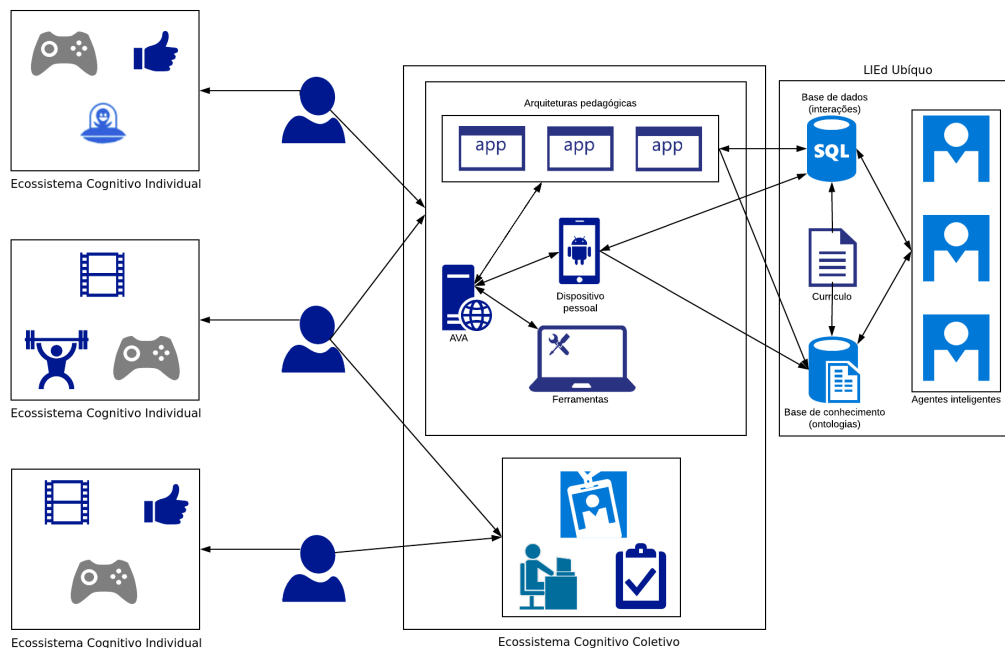 Ecossistema Cognitivo Individual
Ecossistema Cognitivo Individual
Ecossistema Cognitivo Individual
Arquiteturas pedagógicas
app
app
app
Dispositivo
pessoal
AVA
Ferramentas
Ecossistema Cognitivo Coletivo
LIEd Ubíquo
Base de dados
(interações)
SQL
Currículo
Base de conhecimento
(ontologias)
Agentes inteligentes